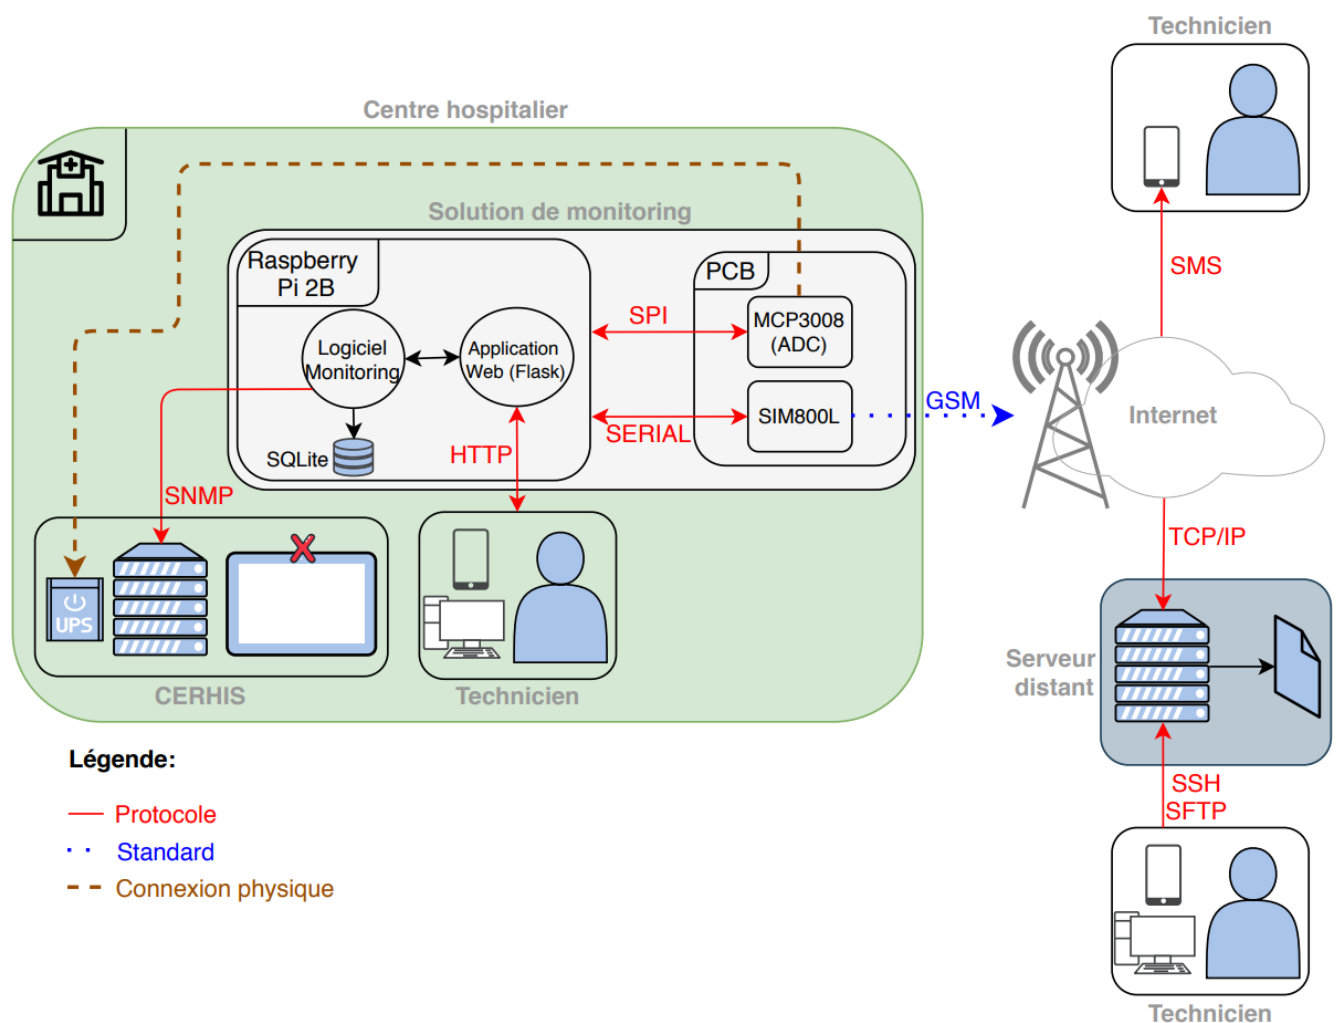 Technicien
Centre hospitalier
Solution de monitoring
Raspberry
Pi 2B
PCB
SMS
SPI
MCP3008
(ADC)
Logiciel
Monitoring
Application
Web (Flask)
GSM
Internet
SIM800L
SERIAL
HTTP
SQLite
SNMP
TCP/IP
UPS
Serveur
distant
CERHIS
Technicien
Légende:
SSH
SFTP
Protocole
Standard
Connexion physique
Technicien